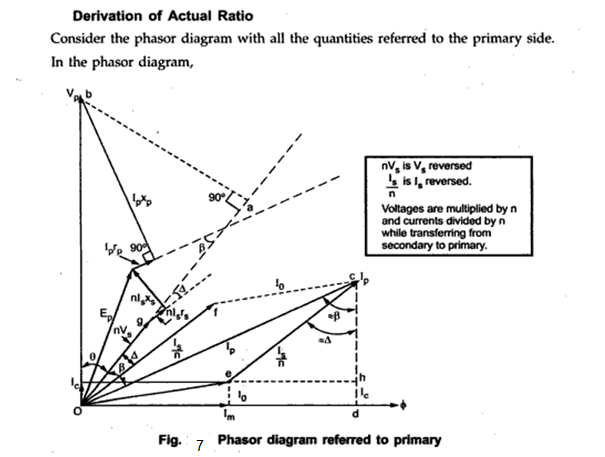 Derivation of Actual Ratio
Consider the phasor diagram with all the quantities referred to the primary side.
In the phasor diagram,
Vp b
90° a
IpXp
β
Iprp 90°
nIsXs
Δ
Ep
nVs
g
nIsrs
f
Io
c Ip
≈β
≈Δ
θ
β
Δ
Is/n
Ip
Is/n
Ic
e
h
Io
Ic
O
Im
d
ϕ
nVs is Vs reversed
Is/n is Is reversed.
Voltages are multiplied by n
and currents divided by n
while transferring from
secondary to primary.
Fig. 7 Phasor diagram referred to primary